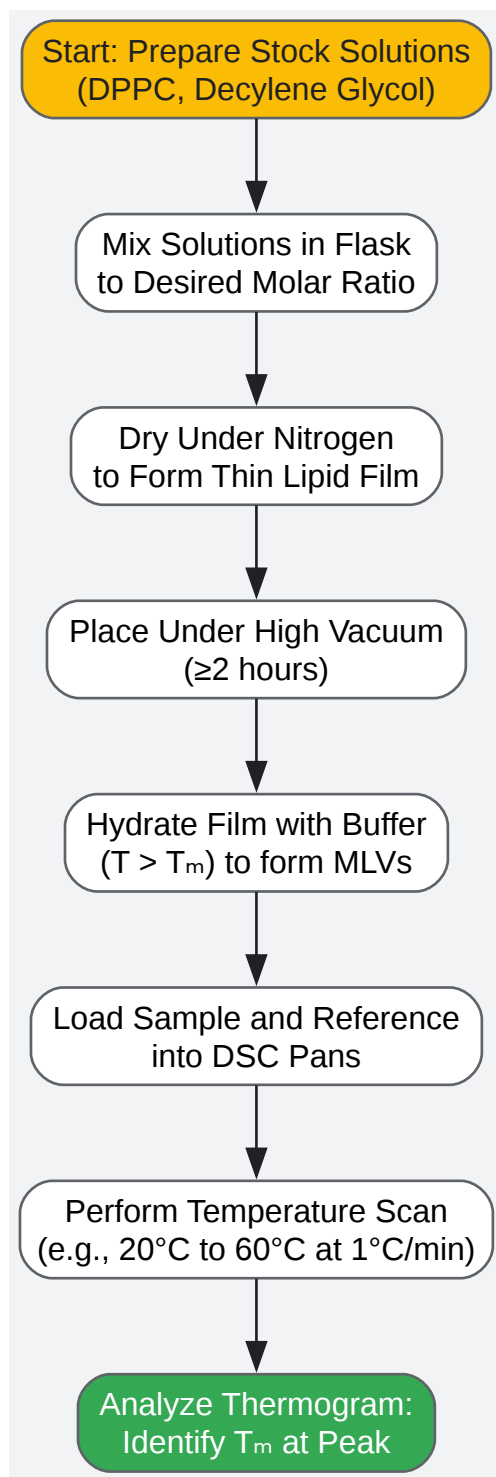 Start: Prepare Stock Solutions
(DPPC, Decylene Glycol)
Mix Solutions in Flask
to Desired Molar Ratio
Dry Under Nitrogen
to Form Thin Lipid Film
Place Under High Vacuum
(≥2 hours)
Hydrate Film with Buffer
(T > Tₘ) to form MLVs
Load Sample and Reference
into DSC Pans
Perform Temperature Scan
(e.g., 20°C to 60°C at 1°C/min)
Analyze Thermogram:
Identify Tₘ at Peak